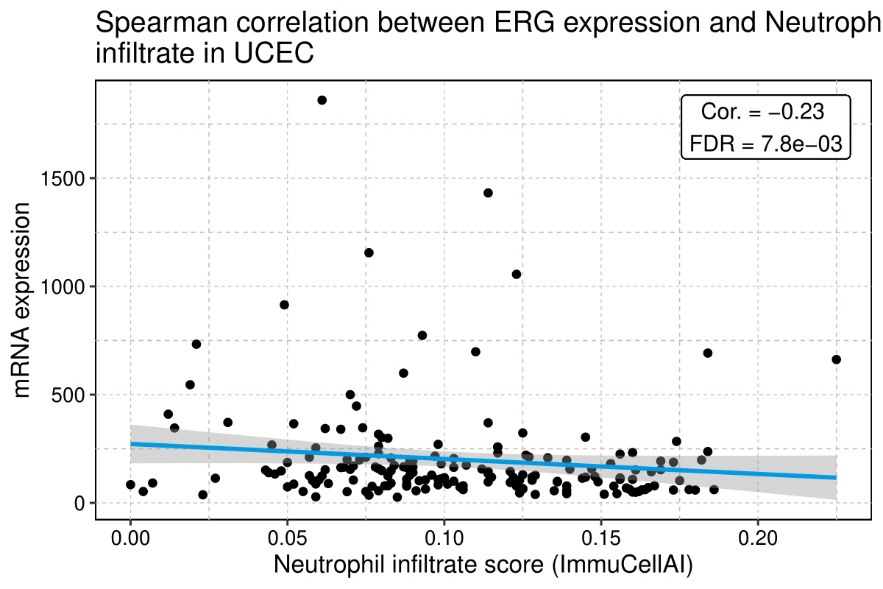 Spearman correlation between ERG expression and Neutroph
infiltrate in UCEC
Cor. = −0.23
FDR = 7.8e−03
mRNA expression
1500
1000
500
0
0.00 0.05 0.10 0.15 0.20
Neutrophil infiltrate score (ImmuCellAI)